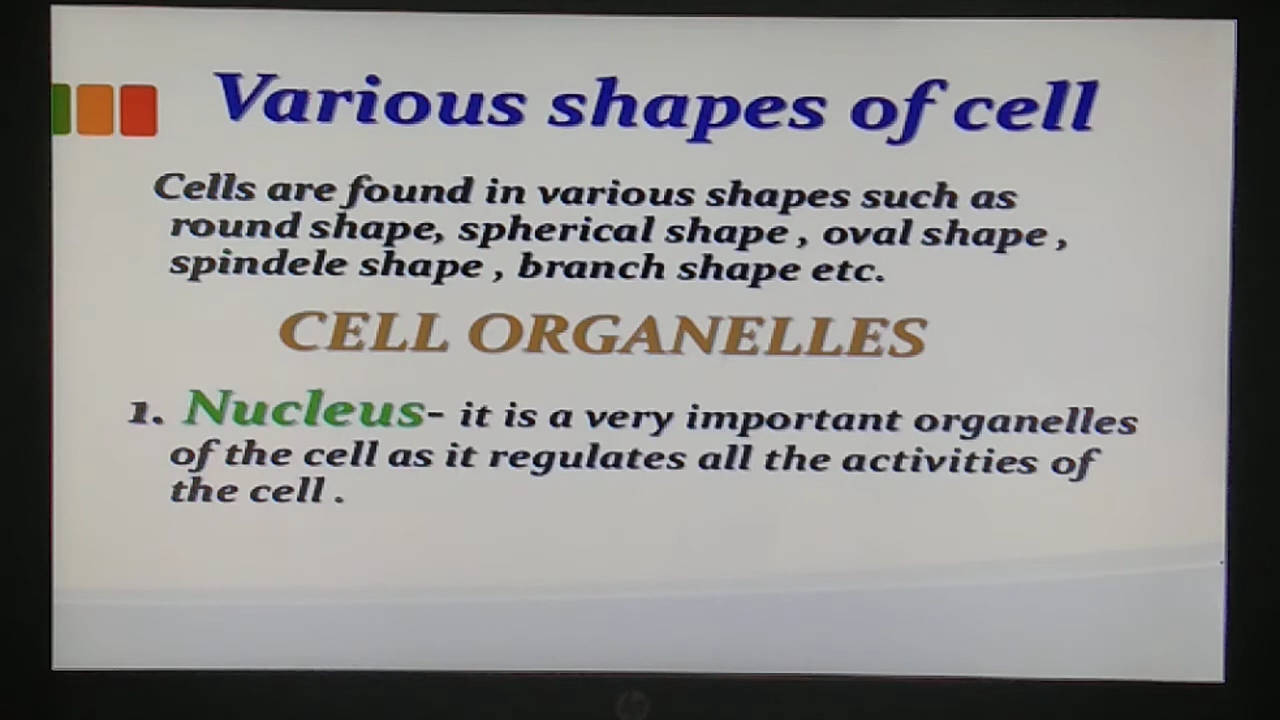 Various shapes of cell
Cells are found in various shapes such as
round shape, spherical shape , oval shape ,
spindele shape , branch shape etc.
CELL ORGANELLES
1. Nucleus- it is a very important organelles
of the cell as it regulates all the activities of
the cell .
hp